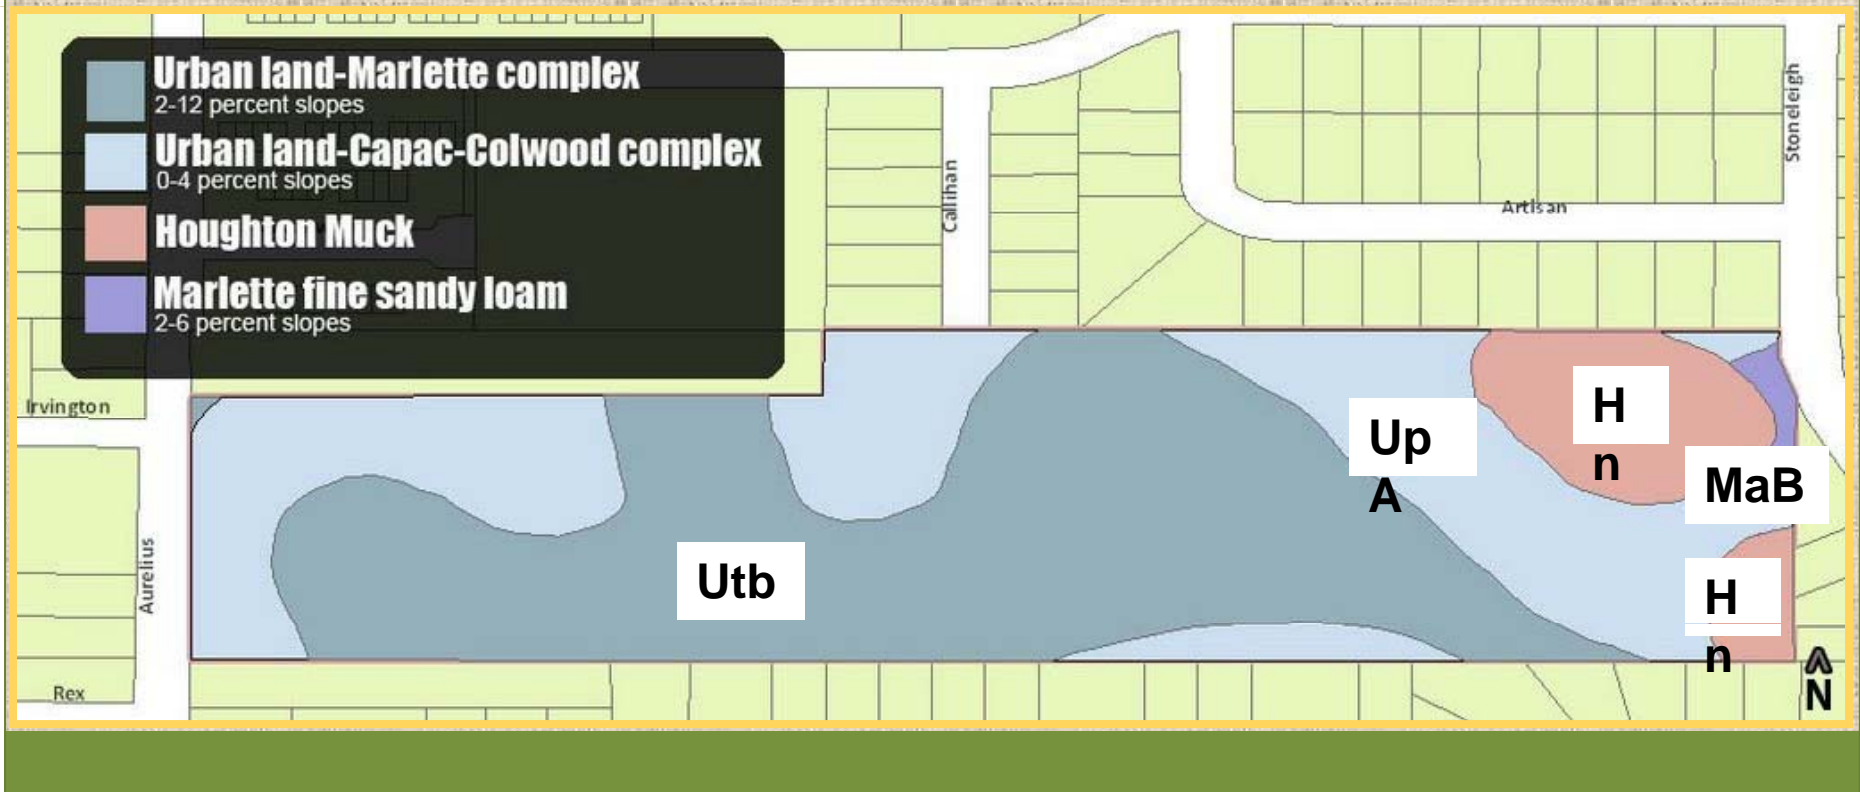 Urban land-Marlette complex
2-12 percent slopes
Urban land-Capac-Colwood complex
0-4 percent slopes
Houghton Muck
Marlette fine sandy loam
2-6 percent slopes
Callihan
Stoneleigh
Artisan
Irvington
Aurelius
Rex
Utb
Up
A
H
n
MaB
H
n
N